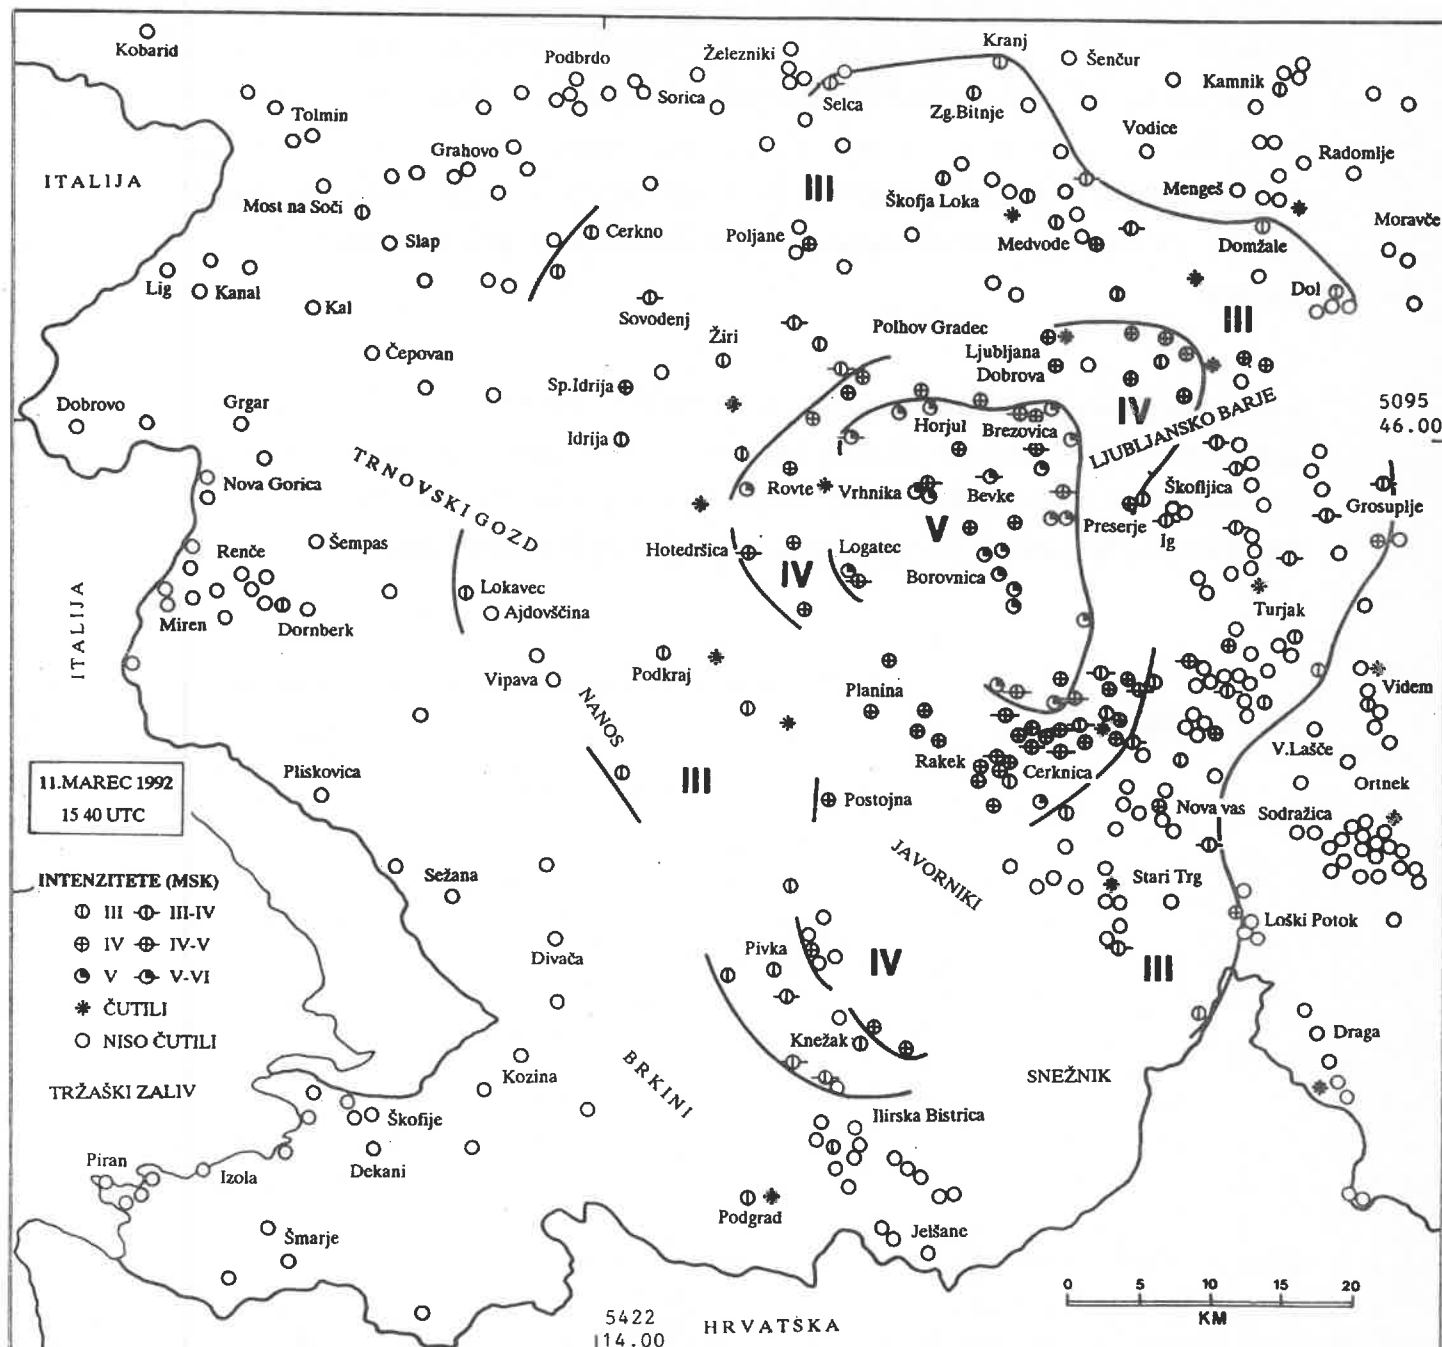 Kobarid
Podbrdo
Železniki
Kranj
Šenčur
Kamnik
Sorica
Selca
Zg.Bitnje
Tolmin
Vodice
Grahovo
Radomlje
ITALIJA
III
Mengeš
Most na Soči
Škofja Loka
Moravče
Cerkno
Poljane
Medvode
Domžale
Slap
Lig
Kanal
Dol
Kal
Sovodenj
III
Žiri
Polhov Gradec
Čepovan
Ljubljana
Dobrova
Sp.Idrija
Dobrovo
Grgar
IV
5095
46.00
Horjul
Brezovica
LJUBLJANSKO BARJE
Idrija
TRNOVSKI GOZD
Nova Gorica
Rovte
Vrhnika
Bevke
Škofljica
Grosuplje
Preserje
V
Ig
Šempas
Hotedršica
Logatec
Renče
IV
Borovnica
Lokavec
Ajdovščina
Turjak
ITALIJA
Miren
Dornberk
Vipava
Podkraj
Planina
Videm
NANOS
V.Lašče
Rakek
Cerknica
11.MAREC 1992
15 40 UTC
Pliskovica
III
Postojna
Nova vas
Ortnek
Sodražica
JAVORNIKI
Sežana
Stari Trg
INTENZITETE (MSK)
III III-IV
IV IV-V
V V-VI
ČUTILI
NISO ČUTILI
Loški Potok
Divača
Pivka
IV
III
Knežak
Draga
Kozina
BRKINI
SNEŽNIK
TRŽAŠKI ZALIV
Škofije
Ilirska Bistrica
Dekani
Piran
Izola
Podgrad
Šmarje
Jelšane
0 5 10 15 20
KM
5422
14.00
HRVATSKA